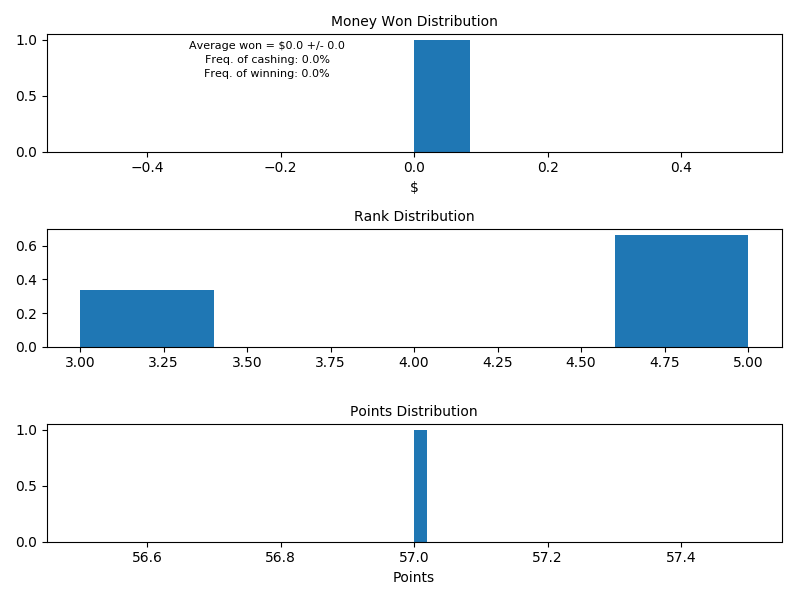 Money Won Distribution
1.0
Average won = $0.0 +/- 0.0
Freq. of cashing: 0.0%
Freq. of winning: 0.0%
0.5
0.0
−0.4 −0.2 0.0 0.2 0.4
$
Rank Distribution
0.6
0.4
0.2
0.0
3.00 3.25 3.50 3.75 4.00 4.25 4.50 4.75 5.00
Points Distribution
1.0
0.5
0.0
56.6 56.8 57.0 57.2 57.4
Points